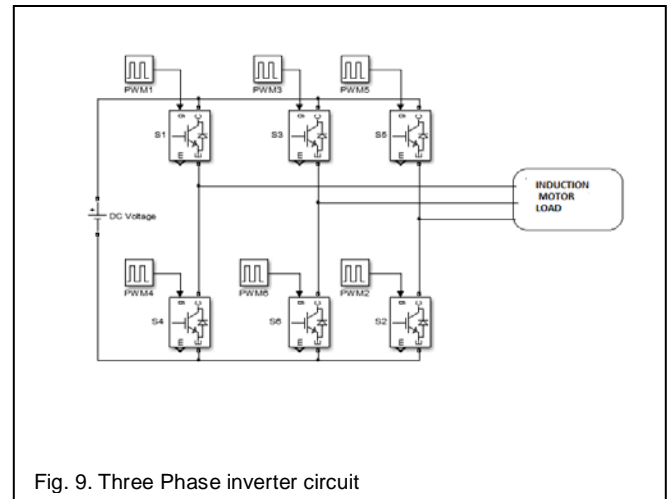 PWM1 PWM3 PWM5
g C g C g C
S1 S3 S5
E E E
+ DC Voltage
INDUCTION
MOTOR
LOAD
PWM4 PWM6 PWM2
g C g C g C
S4 S6 S2
E E E
Fig. 9. Three Phase inverter circuit